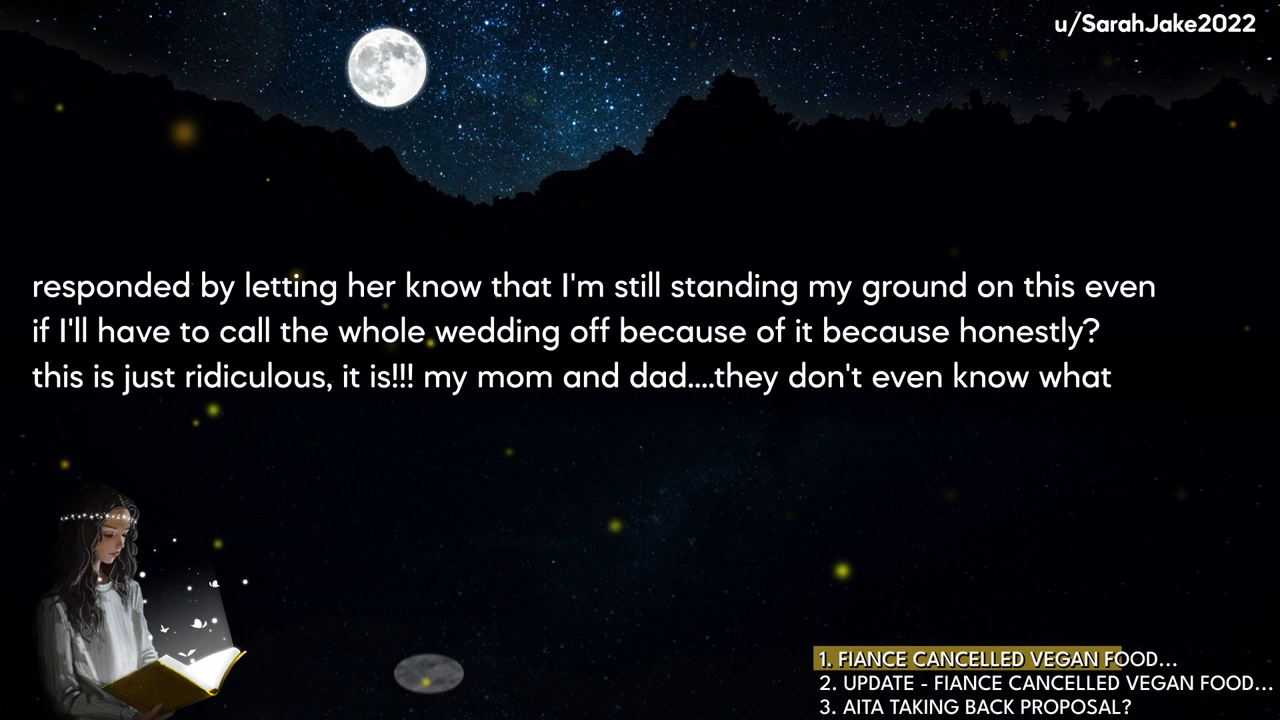 u/SarahJake2022
responded by letting her know that I'm still standing my ground on this even
if I'll have to call the whole wedding off because of it because honestly?
this is just ridiculous, it is!!! my mom and dad....they don't even know what
1. FIANCE CANCELLED VEGAN FOOD...
2. UPDATE - FIANCE CANCELLED VEGAN FOOD...
3. AITA TAKING BACK PROPOSAL?